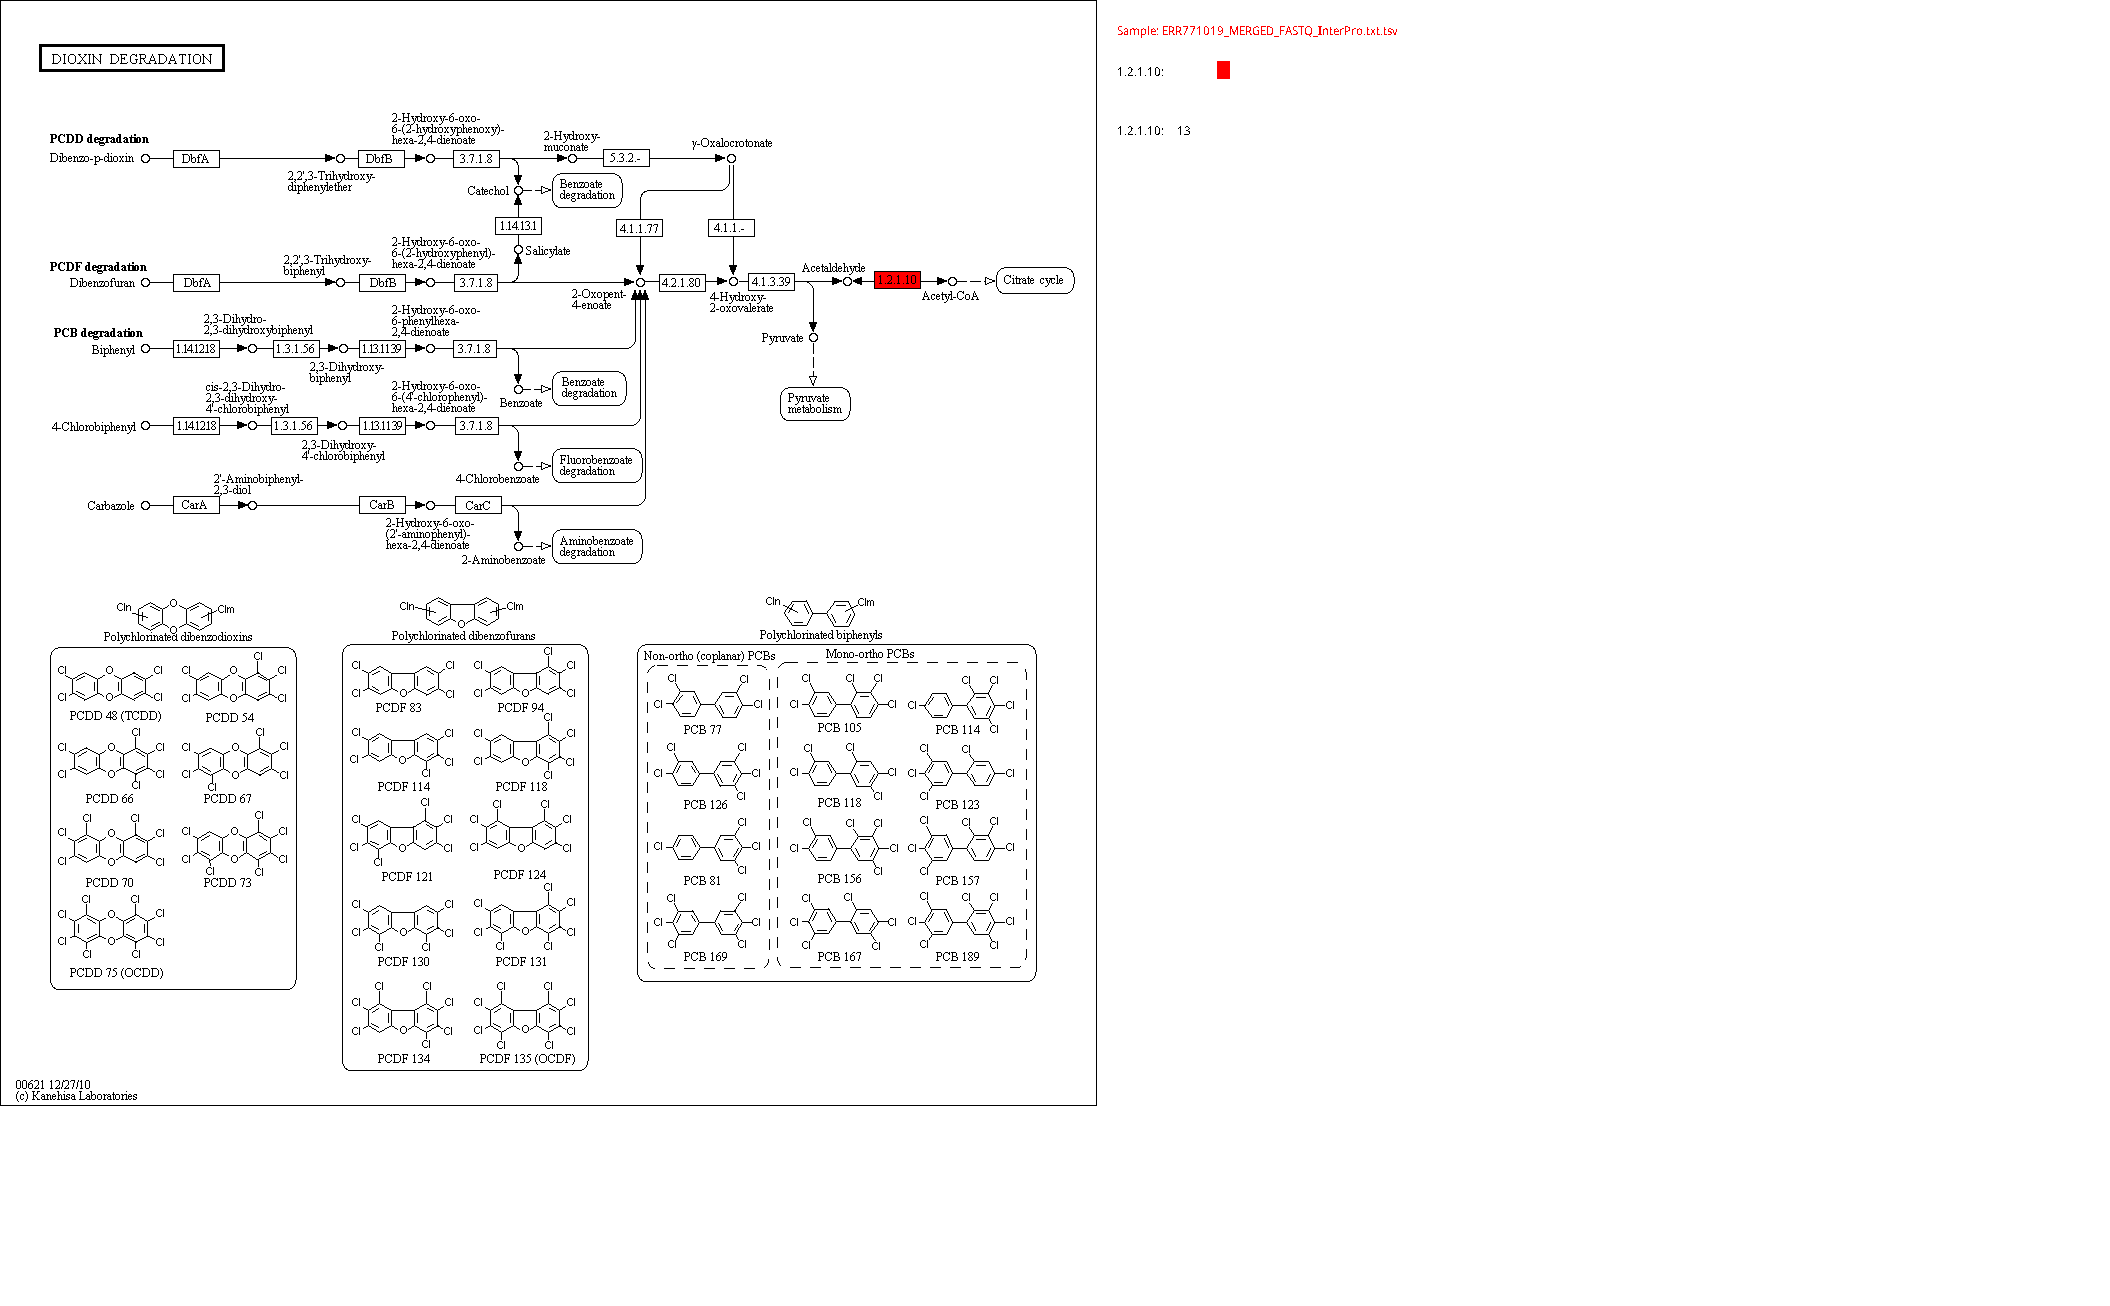 DIOXIN DEGRADATION
Sample: ERR771019_MERGED_FASTQ_InterPro.txt.tsv
1.2.1.10:
1.2.1.10: 13
PCDD degradation
Dibenzo-p-dioxin
DbfA
2,2',3-Trihydroxy-
diphenylether
DbfB
2-Hydroxy-6-oxo-
6-(2-hydroxyphenoxy)-
hexa-2,4-dienoate
3.7.1.8
2-Hydroxy-
muconate
5.3.2.-
γ-Oxalocrotonate
Catechol
Benzoate
degradation
1.14.13.1
4.1.1.77
4.1.1.-
Salicylate
PCDF degradation
Dibenzofuran
DbfA
2,2',3-Trihydroxy-
biphenyl
DbfB
2-Hydroxy-6-oxo-
6-(2-hydroxyphenyl)-
hexa-2,4-dienoate
3.7.1.8
2-Oxopent-
4-enoate
4.2.1.80
4-Hydroxy-
2-oxovalerate
4.1.3.39
Acetaldehyde
1.2.1.10
Acetyl-CoA
Citrate cycle
Pyruvate
Pyruvate
metabolism
PCB degradation
Biphenyl
1.14.12.18
2,3-Dihydro-
2,3-dihydroxybiphenyl
1.3.1.56
2,3-Dihydroxy-
biphenyl
1.13.11.39
2-Hydroxy-6-oxo-
6-phenylhexa-
2,4-dienoate
3.7.1.8
Benzoate
Benzoate
degradation
4-Chlorobiphenyl
1.14.12.18
cis-2,3-Dihydro-
2,3-dihydroxy-
4'-chlorobiphenyl
1.3.1.56
2,3-Dihydroxy-
4'-chlorobiphenyl
1.13.11.39
2-Hydroxy-6-oxo-
6-(4'-chlorophenyl)-
hexa-2,4-dienoate
3.7.1.8
4-Chlorobenzoate
Fluorobenzoate
degradation
Carbazole
CarA
2'-Aminobiphenyl-
2,3-diol
CarB
2-Hydroxy-6-oxo-
(2'-aminophenyl)-
hexa-2,4-dienoate
CarC
2-Aminobenzoate
Aminobenzoate
degradation
Cln O O Clm
Polychlorinated dibenzodioxins
PCDD 48 (TCDD)
PCDD 54
PCDD 66
PCDD 67
PCDD 70
PCDD 73
PCDD 75 (OCDD)
Cln O Clm
Polychlorinated dibenzofurans
PCDF 83
PCDF 94
PCDF 114
PCDF 118
PCDF 121
PCDF 124
PCDF 130
PCDF 131
PCDF 134
PCDF 135 (OCDF)
Cln Clm
Polychlorinated biphenyls
Non-ortho (coplanar) PCBs
PCB 77
PCB 126
PCB 81
PCB 169
Mono-ortho PCBs
PCB 105
PCB 114
PCB 118
PCB 123
PCB 156
PCB 157
PCB 167
PCB 189
00621 12/27/10
(c) Kanehisa Laboratories